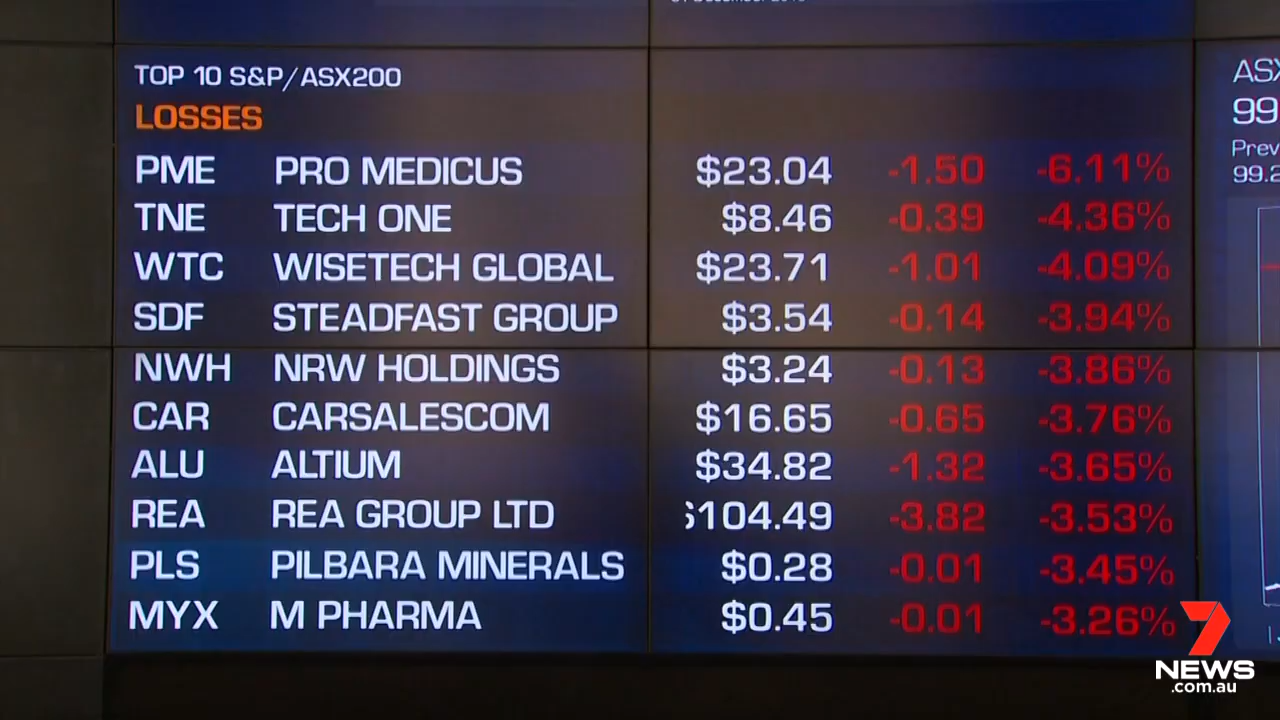 TOP 10 S&P/ASX200
LOSSES
PME PRO MEDICUS $23.04 -1.50 -6.11%
TNE TECH ONE $8.46 -0.39 -4.36%
WTC WISETECH GLOBAL $23.71 -1.01 -4.09%
SDF STEADFAST GROUP $3.54 -0.14 -3.94%
NWH NRW HOLDINGS $3.24 -0.13 -3.86%
CAR CARSALESCOM $16.65 -0.65 -3.76%
ALU ALTIUM $34.82 -1.32 -3.65%
REA REA GROUP LTD $104.49 -3.82 -3.53%
PLS PILBARA MINERALS $0.28 -0.01 -3.45%
MYX M PHARMA $0.45 -0.01 -3.26%
ASX
99
Prev
99.2
7NEWS
.com.au